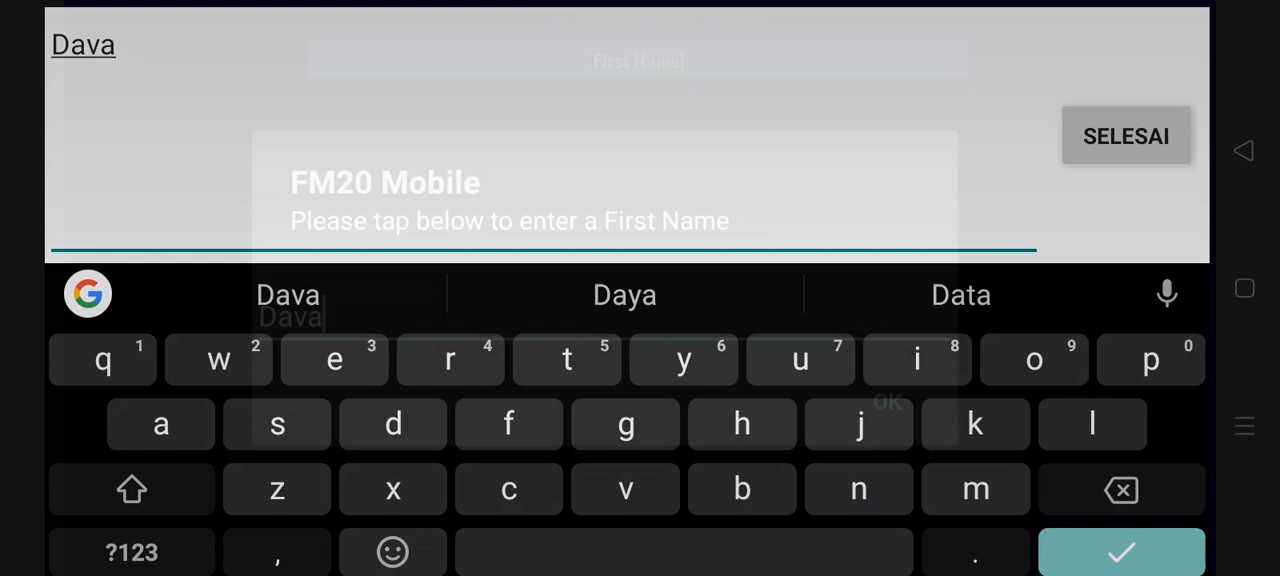 Dava
First Name
SELESAI
FM20 Mobile
Please tap below to enter a First Name
Dava Daya Data
Dava
q 1 w 2 e 3 r 4 t 5 y 6 u 7 i 8 o 9 p 0
OK
a s d f g h j k l
z x c v b n m
?123 , .